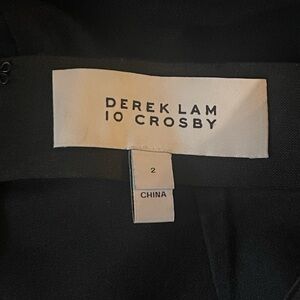 DEREK LAM
10 CROSBY
2
CHINA